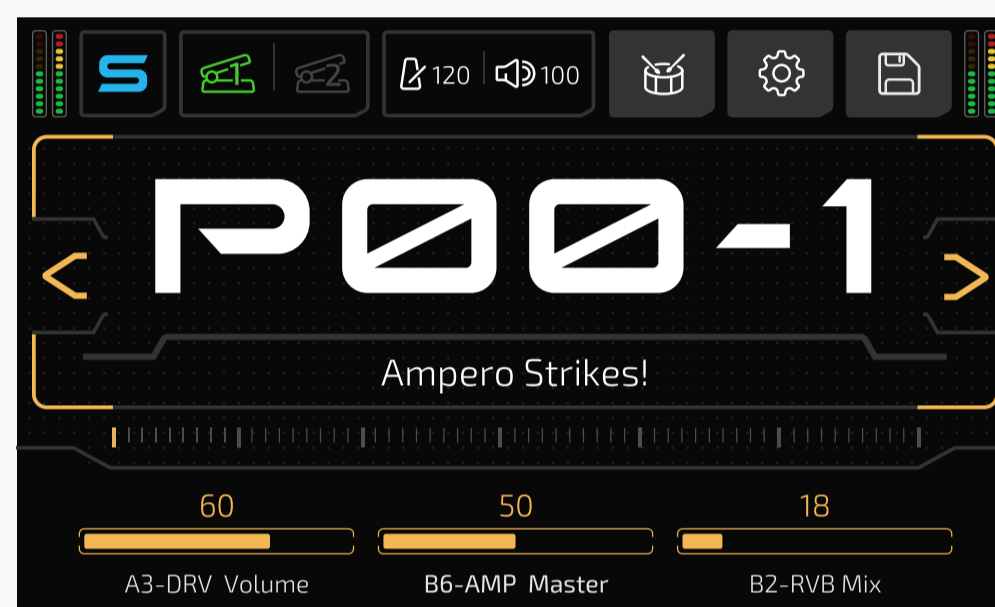 S 1 2 120 100
P00-1
Ampero Strikes!
60 50 18
A3-DRV Volume B6-AMP Master B2-RVB Mix